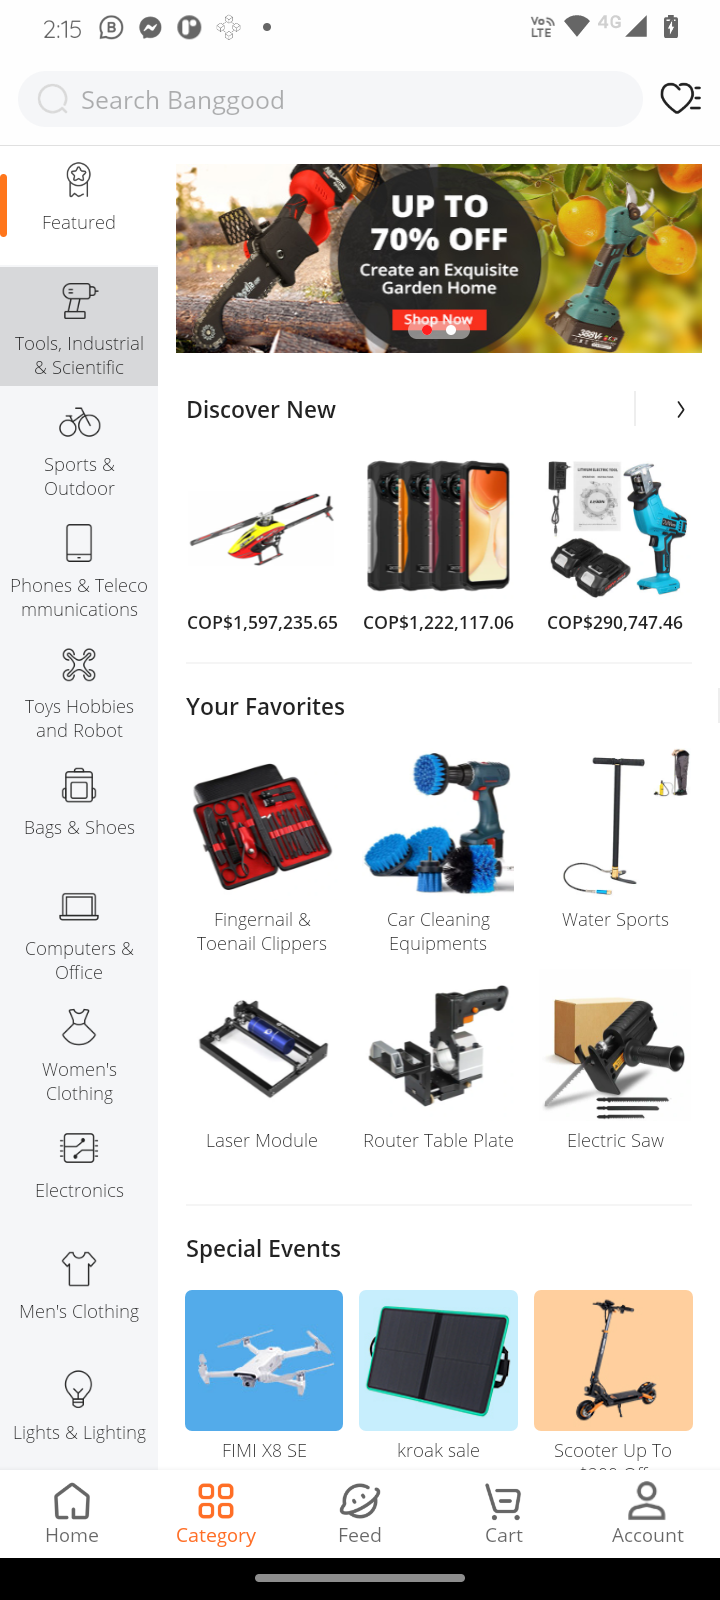 2:15
Vo
LTE
4G
Search Banggood
Featured
Tools, Industrial
& Scientific
Sports &
Outdoor
Phones & Teleco
mmunications
Toys Hobbies
and Robot
Bags & Shoes
Computers &
Office
Women's
Clothing
Electronics
Men's Clothing
Lights & Lighting
UP TO
70% OFF
Create an Exquisite
Garden Home
Shop Now
Discover New
COP$1,597,235.65
COP$1,222,117.06
COP$290,747.46
Your Favorites
Fingernail &
Toenail Clippers
Car Cleaning
Equipments
Water Sports
Laser Module
Router Table Plate
Electric Saw
Special Events
FIMI X8 SE
kroak sale
Scooter Up To
Home
Category
Feed
Cart
Account